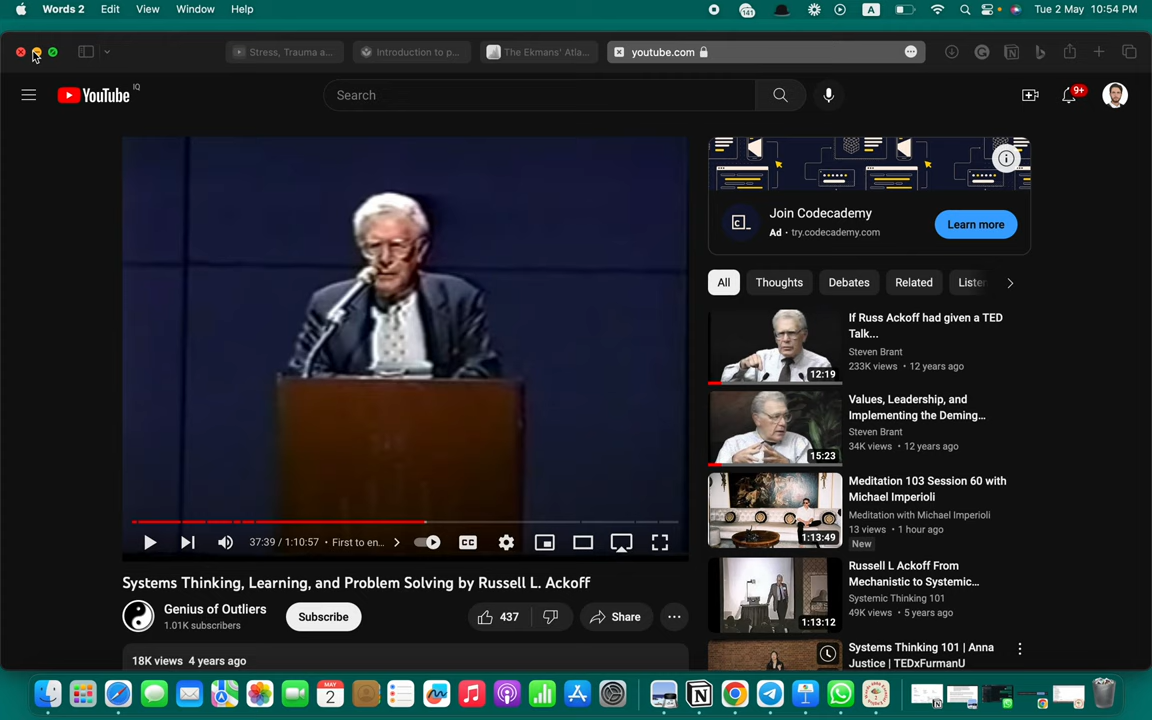 Words 2 Edit View Window Help
141 A Tue 2 May 10:54 PM
Stress, Trauma a... Introduction to p... The Ekmans' Atla... youtube.com
YouTube IQ Search 9+
Join Codecademy
Ad · try.codecademy.com
Learn more
All Thoughts Debates Related Liste
If Russ Ackoff had given a TED
Talk...
Steven Brant
233K views • 12 years ago
12:19
Values, Leadership, and
Implementing the Deming...
Steven Brant
34K views • 12 years ago
15:23
Meditation 103 Session 60 with
Michael Imperioli
Meditation with Michael Imperioli
13 views • 1 hour ago
New
1:13:49
Russell L Ackoff From
Mechanistic to Systemic...
Systemic Thinking 101
49K views • 5 years ago
1:13:12
Systems Thinking 101 | Anna
Justice | TEDxFurmanU
37:39 / 1:10:57 • First to en...
CC
Systems Thinking, Learning, and Problem Solving by Russell L. Ackoff
Genius of Outliers
1.01K subscribers
Subscribe
437
Share
18K views 4 years ago
MAY
2